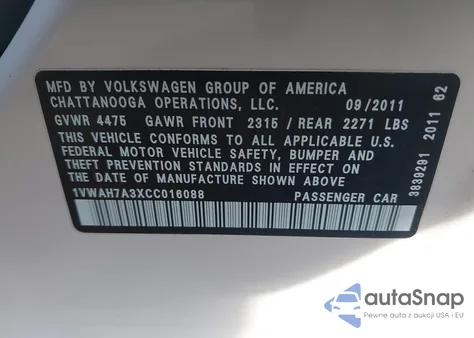 MFD BY VOLKSWAGEN GROUP OF AMERICA
CHATTANOOGA OPERATIONS, LLC. 09/2011
GVWR 4475 GAWR FRONT 2315 / REAR 2271 LBS
THIS VEHICLE CONFORMS TO ALL APPLICABLE U.S.
FEDERAL MOTOR VEHICLE SAFETY, BUMPER AND
THEFT PREVENTION STANDARDS IN EFFECT ON
THE DATE OF MANUFACTURE SHOWN ABOVE.
1VWAH7A3XCC016088 PASSENGER CAR
3839291 2011 62
autoSnap
Pewne auta z aukcji USA i EU